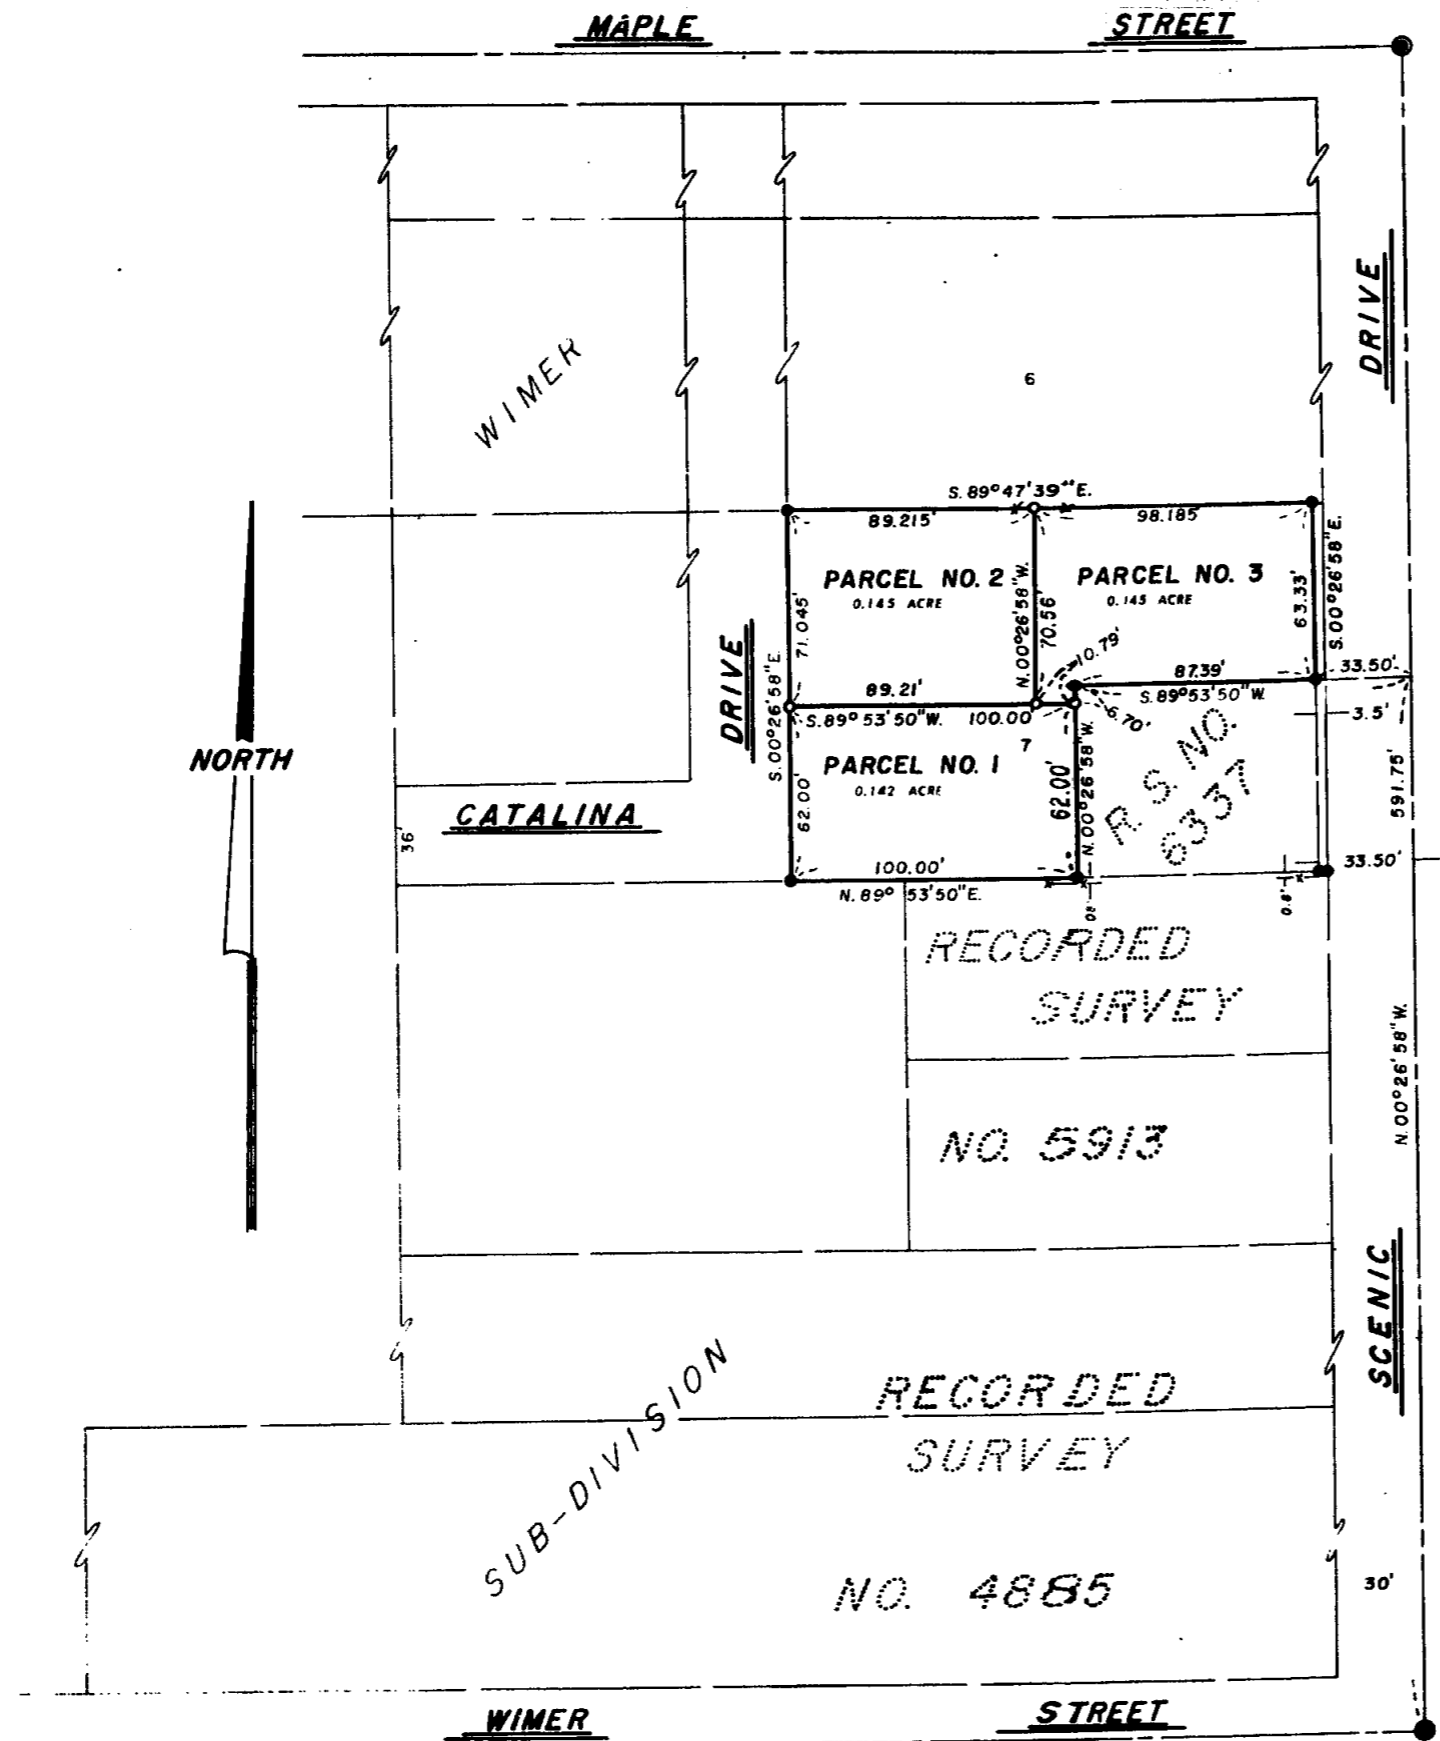 MAPLE STREET
DRIVE
WIMER
6
S. 89° 47' 39" E.
89.215'
98.185
PARCEL NO. 2
0.145 ACRE
PARCEL NO. 3
0.145 ACRE
71.045'
N. 00° 26' 58" W.
70.56'
63.33'
S. 00° 26' 58" E.
10.79'
87.39'
33.50'
89.21'
S. 89° 53' 50" W.
S. 89° 53' 50" W. 100.00'
6.70'
3.5'
DRIVE
S. 00° 26' 58" E.
7
NORTH
PARCEL NO. 1
0.142 ACRE
62.00'
62.00'
N. 00° 26' 58" W.
R. S. NO.
6337
591.75'
CATALINA
36'
100.00'
N. 89° 53' 50" E.
33.50'
0.6'
RECORDED
SURVEY
NO. 5913
N. 00° 26' 58" W.
SCENIC
SUB-DIVISION
RECORDED
SURVEY
NO. 4885
30'
WIMER STREET